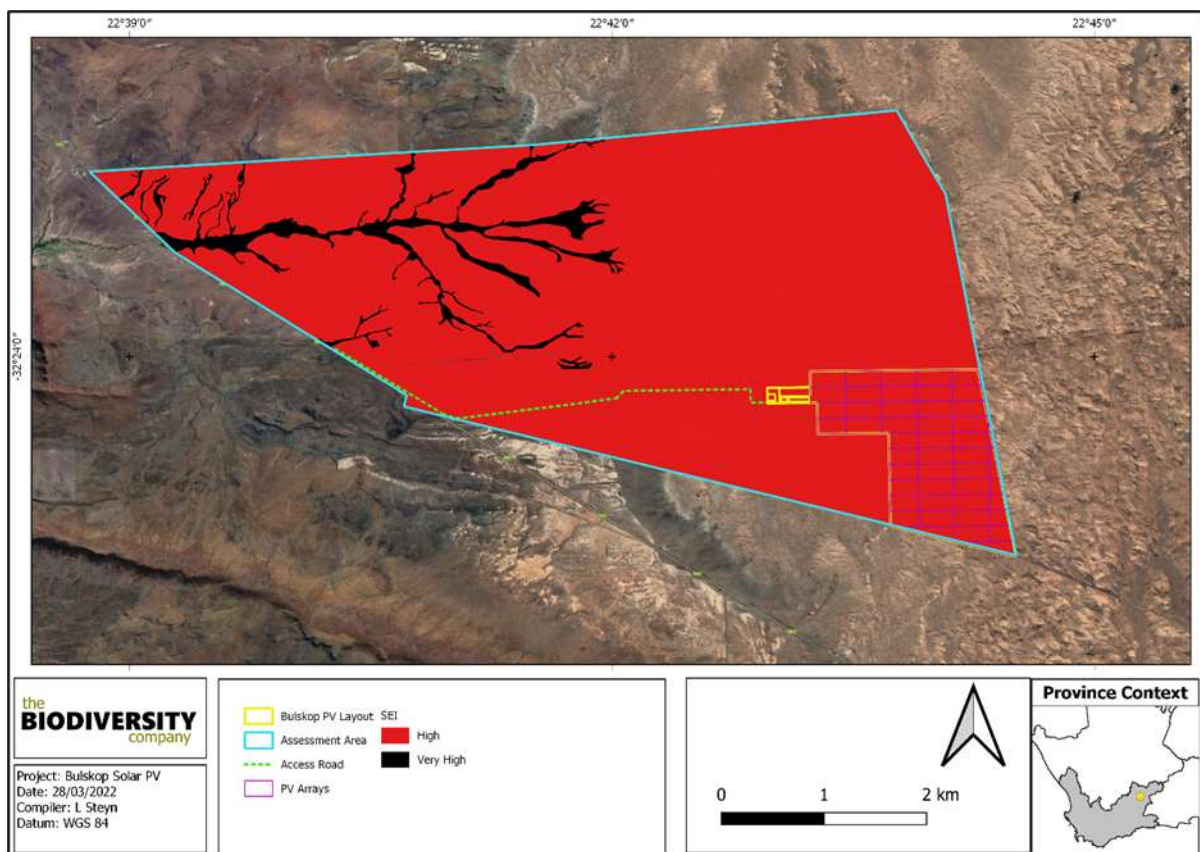 22°39'0"
22°42'0"
22°45'0"
-32°24'0"
the
BIODIVERSITY
company
Project: Bulskop Solar PV
Date: 28/03/2022
Compiler: L Steyn
Datum: WGS 84
Bulskop PV Layout
Assessment Area
Access Road
PV Arrays
SEI
High
Very High
0 1 2 km
Province Context